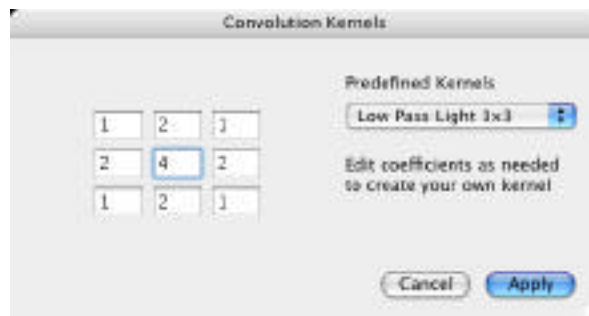 Convolution Kernels
Predefined Kernels
Low Pass Light 3x3
1 2 1
2 4 2
1 2 1
Edit coefficients as needed
to create your own kernel
Cancel Apply